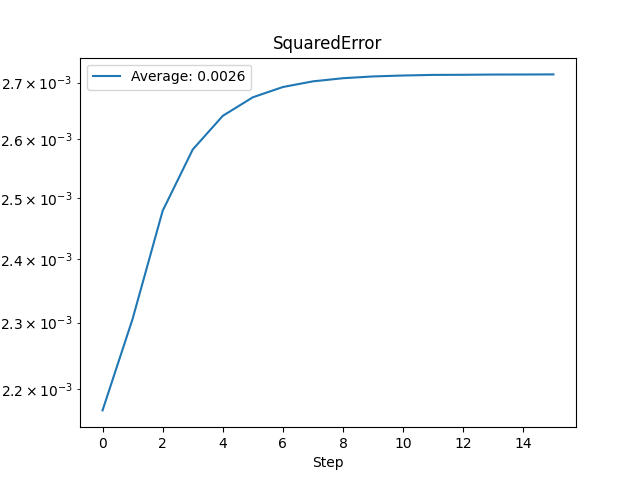 SquaredError
Average: 0.0026
2.7 × 10⁻³
2.6 × 10⁻³
2.5 × 10⁻³
2.4 × 10⁻³
2.3 × 10⁻³
2.2 × 10⁻³
0 2 4 6 8 10 12 14
Step